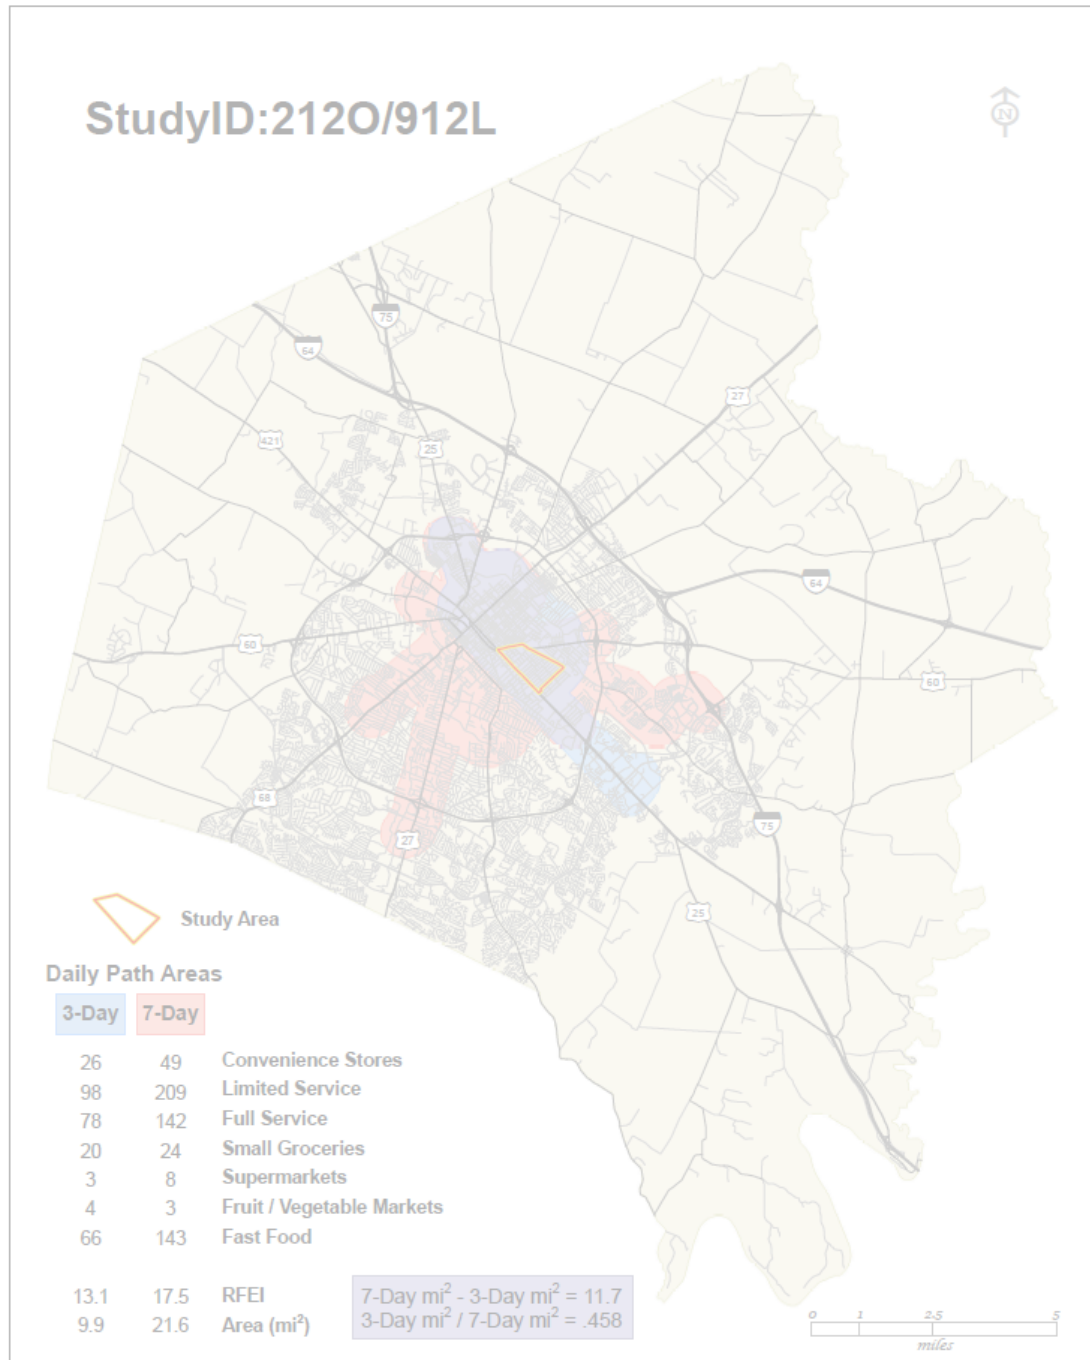 StudyID:212O/912L
N
75
64
27
421
25
64
60
60
68
27
75
25
Study Area
Daily Path Areas
3-Day 7-Day
26 49 Convenience Stores
98 209 Limited Service
78 142 Full Service
20 24 Small Groceries
3 8 Supermarkets
4 3 Fruit / Vegetable Markets
66 143 Fast Food
13.1 17.5 RFEI
9.9 21.6 Area (mi²)
7-Day mi² - 3-Day mi² = 11.7
3-Day mi² / 7-Day mi² = .458
0 1 2.5 5
miles